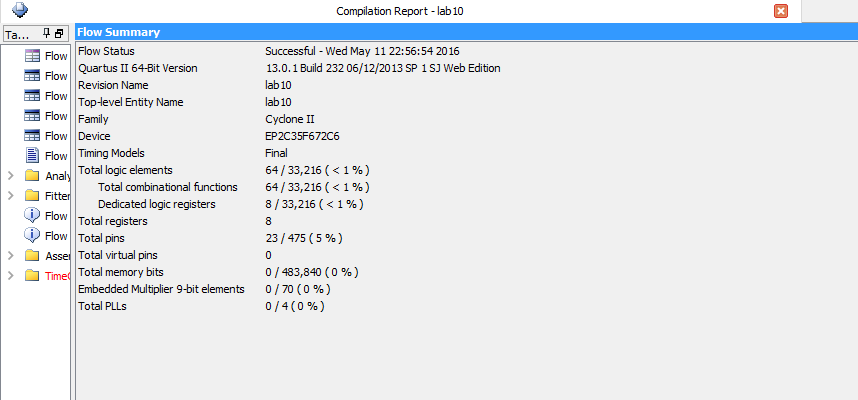 Compilation Report - lab10
Ta...
Flow Summary
Flow
Flow
Flow
Flow
Flow
Flow
Analy
Fitter
Flow
Flow
Asser
TimeQ
Flow Status Successful - Wed May 11 22:56:54 2016
Quartus II 64-Bit Version 13.0.1 Build 232 06/12/2013 SP 1 SJ Web Edition
Revision Name lab10
Top-level Entity Name lab10
Family Cyclone II
Device EP2C35F672C6
Timing Models Final
Total logic elements 64 / 33,216 ( < 1 % )
Total combinational functions 64 / 33,216 ( < 1 % )
Dedicated logic registers 8 / 33,216 ( < 1 % )
Total registers 8
Total pins 23 / 475 ( 5 % )
Total virtual pins 0
Total memory bits 0 / 483,840 ( 0 % )
Embedded Multiplier 9-bit elements 0 / 70 ( 0 % )
Total PLLs 0 / 4 ( 0 % )